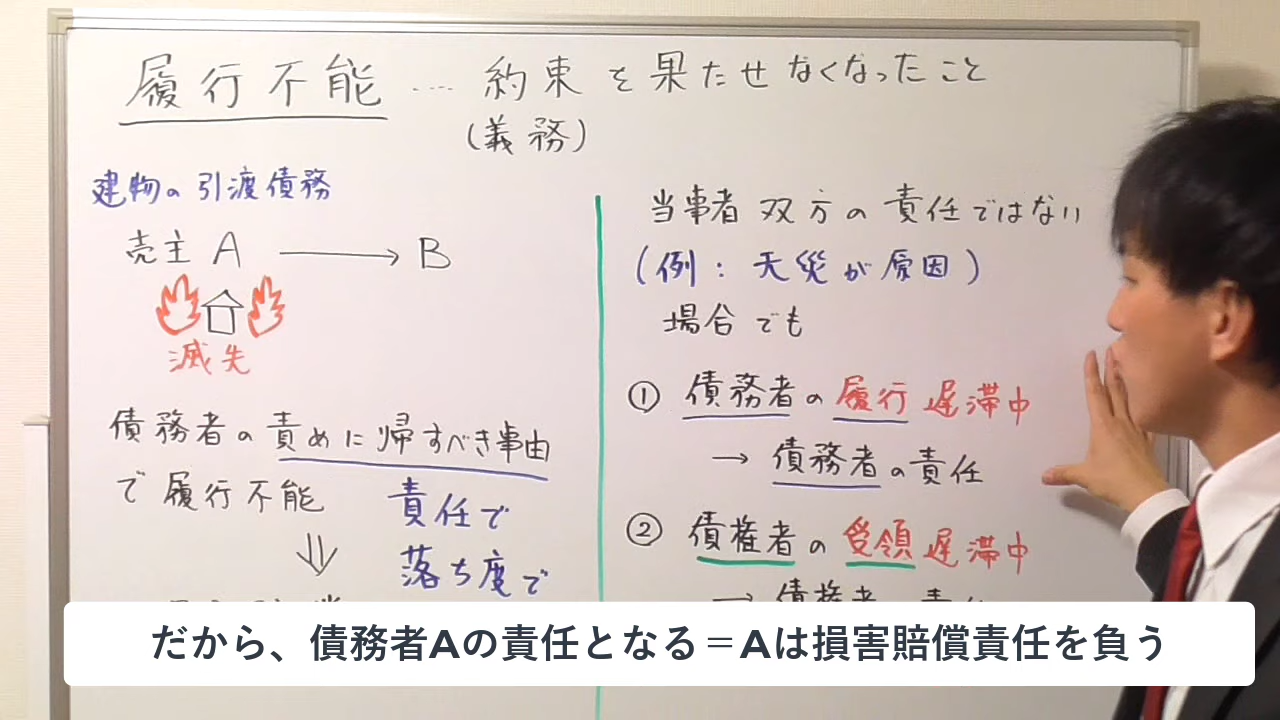 履行不能 …… 約束を果たせなくなったこと
(義務)
建物の引渡債務
売主 A → B
滅失
債務者の責めに帰すべき事由
で履行不能
責任で
落ち度で
⇓
当事者双方の責任ではない
(例：天災が原因)
場合でも
① 債務者の履行遅滞中
→ 債務者の責任
② 債権者の受領遅滞中
→ 債権者
だから、債務者Aの責任となる＝Aは損害賠償責任を負う